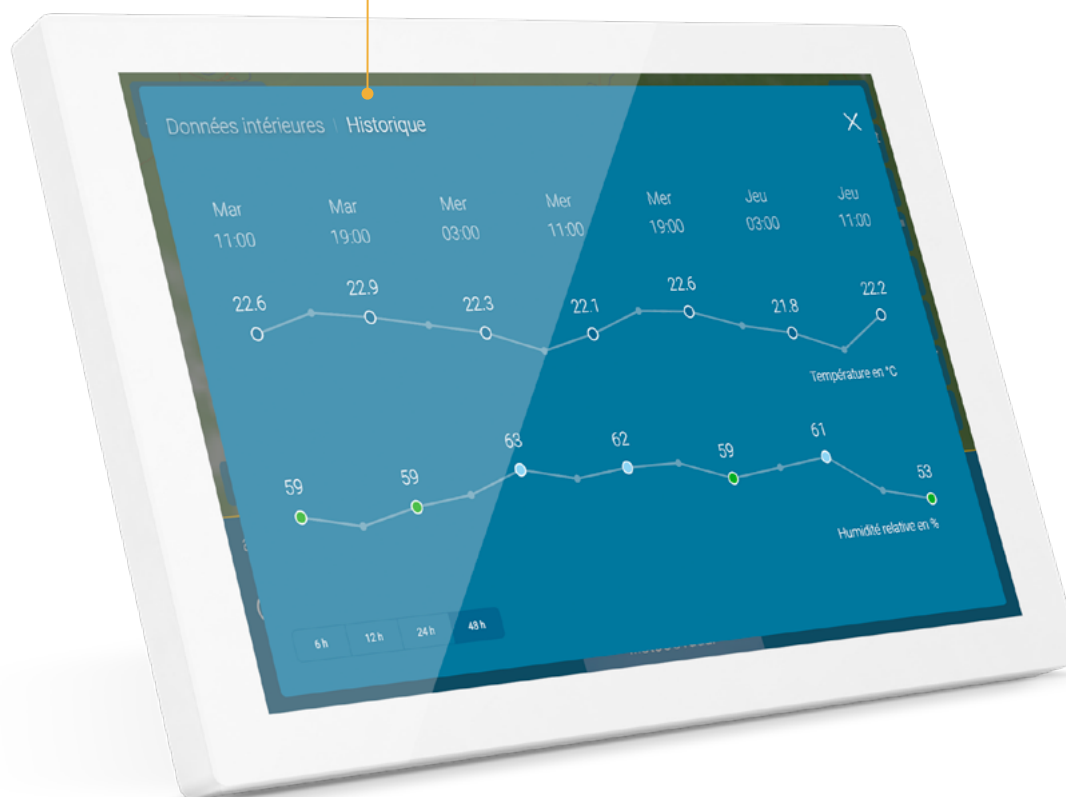 Données intérieures | Historique
Mar Mar Mer Mer Mer Jeu Jeu
11:00 19:00 03:00 11:00 19:00 03:00 11:00
22.6 22.9 22.3 22.1 22.6 21.8 22.2
Température en °C
59 59 63 62 59 61 53
Humidité relative en %
6 h 12 h 24 h 48 h